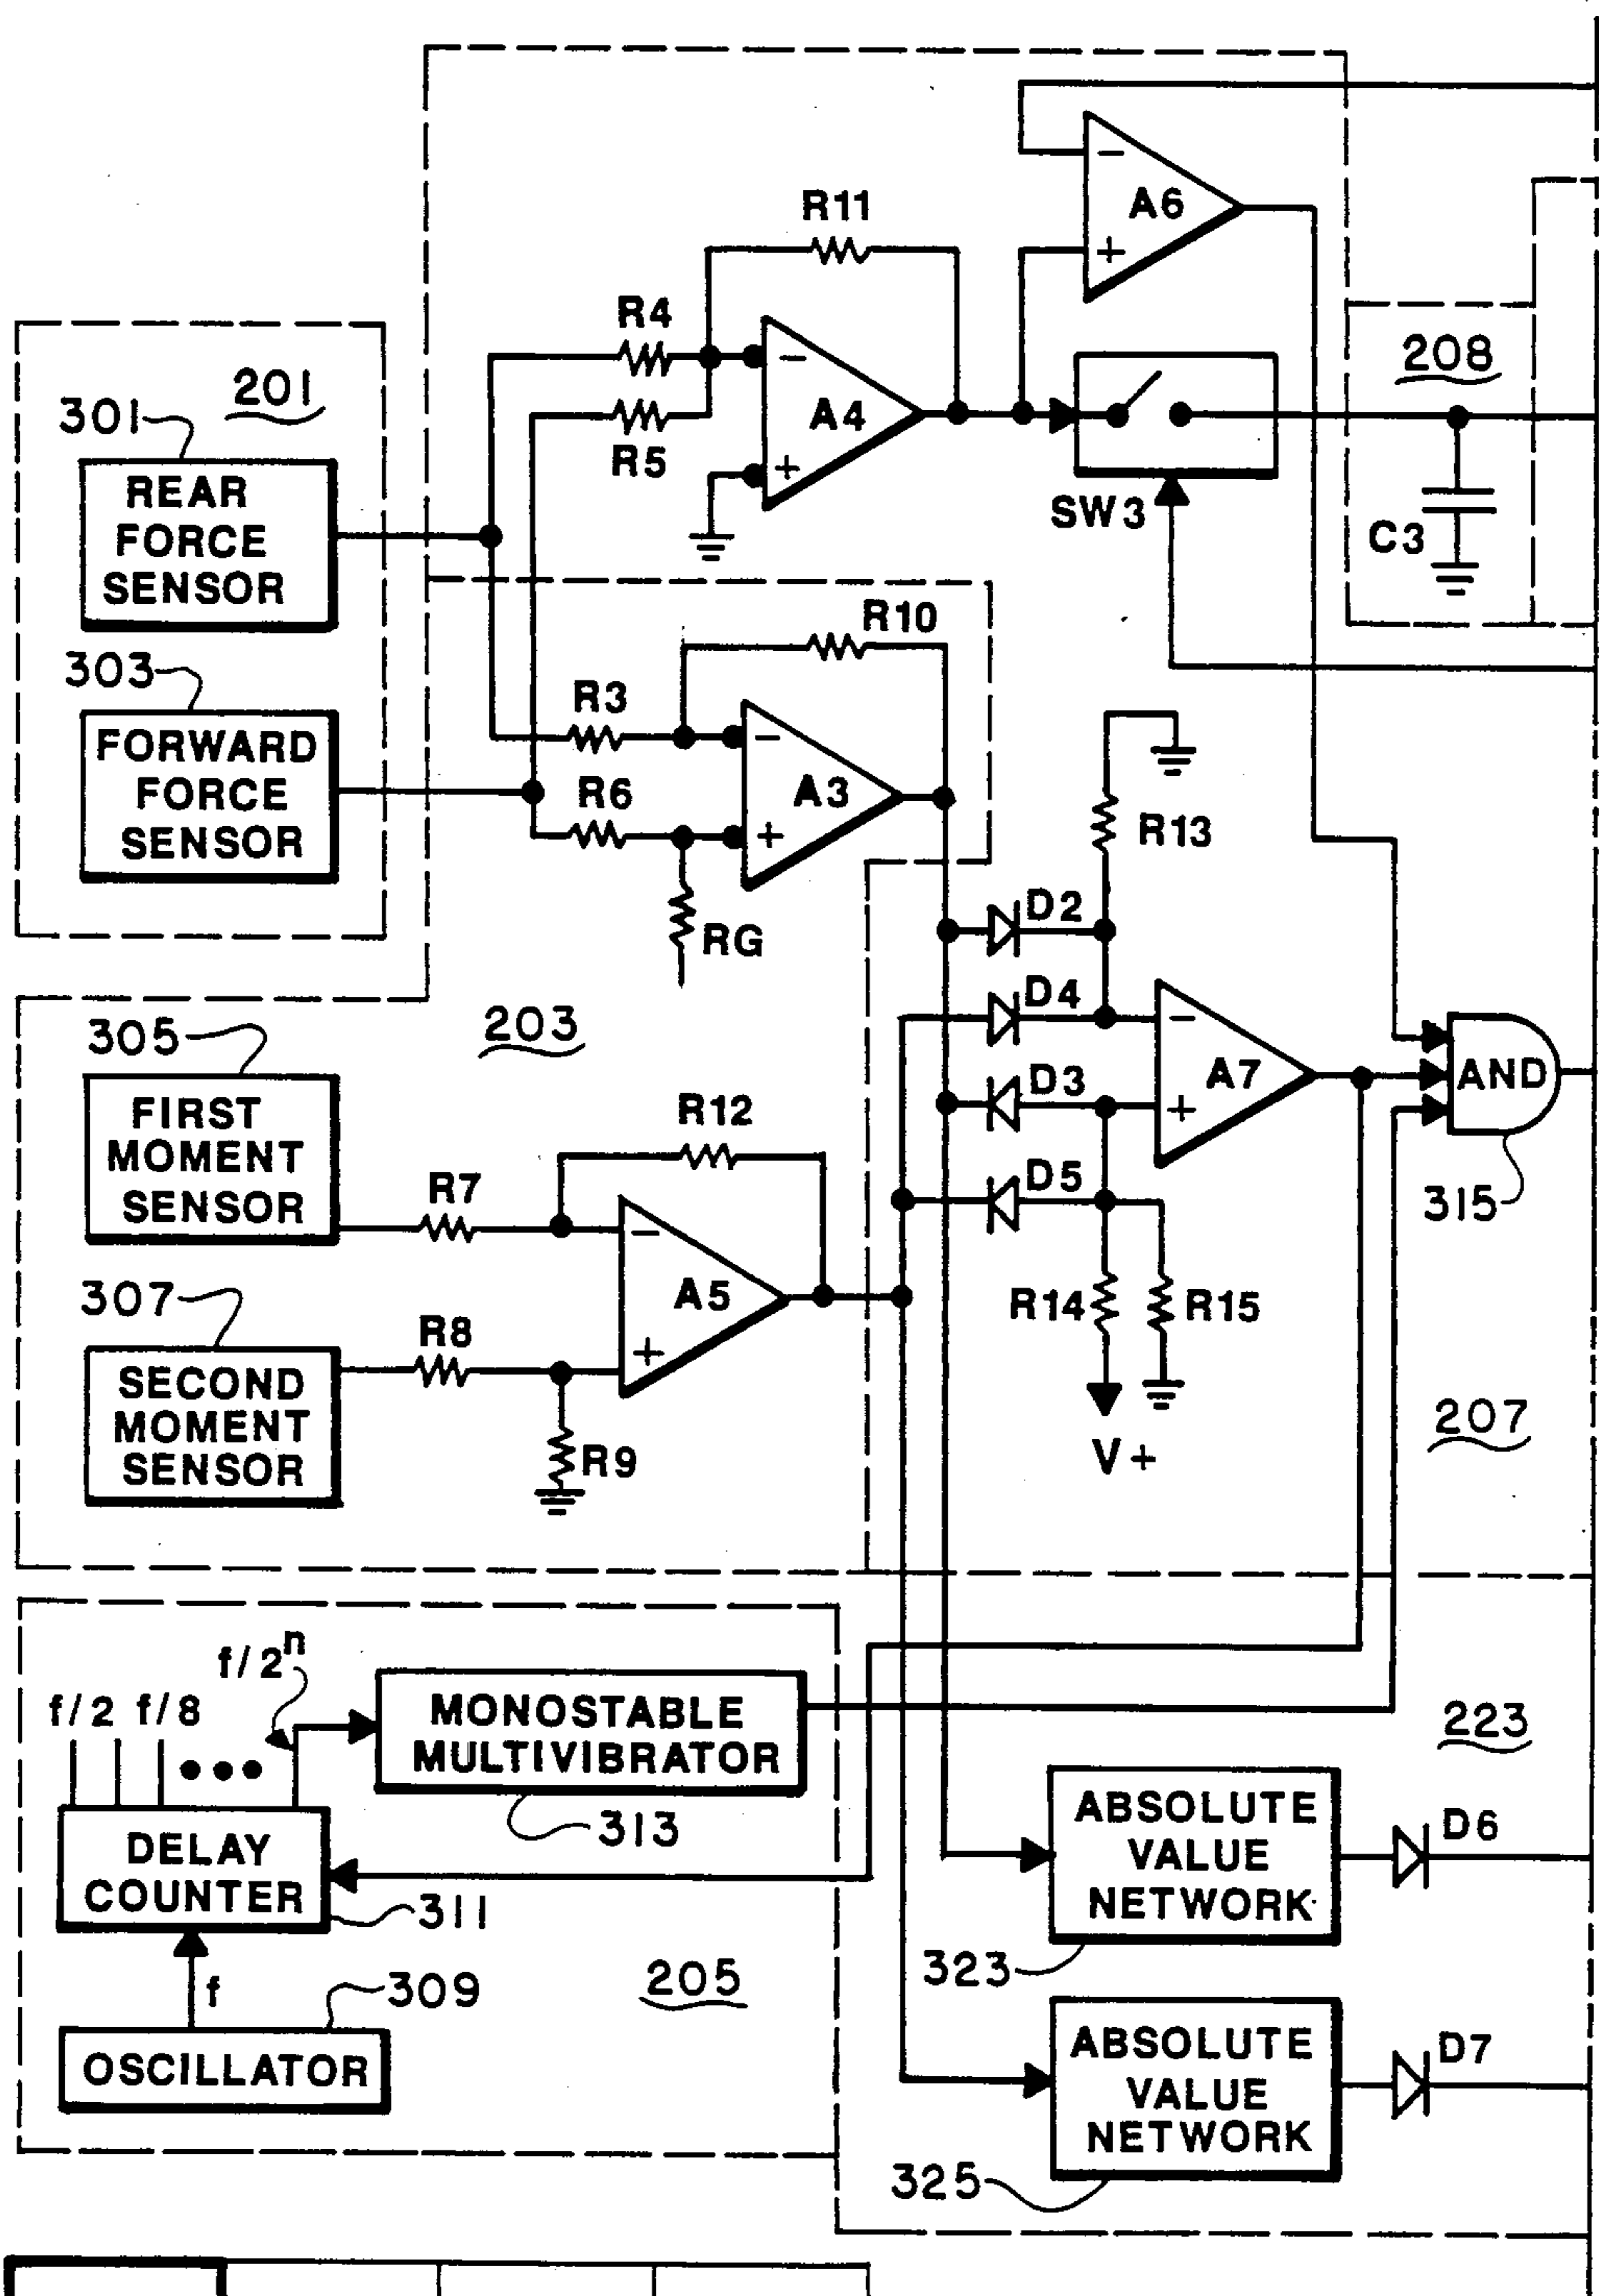 R11
A6
−
+
R4
R5
A4
−
+
SW3
208
C3
201
301
REAR
FORCE
SENSOR
303
FORWARD
FORCE
SENSOR
R10
R3
R6
A3
−
+
RG
R13
D2
D4
D3
D5
A7
−
+
AND
315
R14
R15
V+
207
203
305
FIRST
MOMENT
SENSOR
R7
R12
A5
−
+
307
SECOND
MOMENT
SENSOR
R8
R9
f/2
f/8
f/2ⁿ
MONOSTABLE
MULTIVIBRATOR
313
DELAY
COUNTER
311
f
309
OSCILLATOR
205
223
ABSOLUTE
VALUE
NETWORK
323
D6
ABSOLUTE
VALUE
NETWORK
325
D7